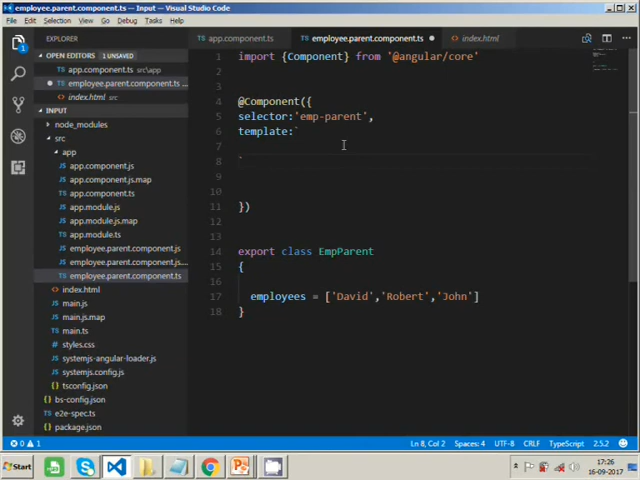 employee.parent.component.ts — Input — Visual Studio Code
File Edit Selection View Go Debug Tasks Help
EXPLORER
OPEN EDITORS 1 UNSAVED
app.component.ts src\app
employee.parent.component.ts ...
index.html src
INPUT
node_modules
src
app
app.component.js
app.component.js.map
app.component.ts
app.module.js
app.module.js.map
app.module.ts
employee.parent.component.js
employee.parent.component.js....
employee.parent.component.ts
index.html
main.js
main.js.map
main.ts
styles.css
systemjs-angular-loader.js
systemjs.config.js
tsconfig.json
bs-config.json
e2e-spec.ts
package.json
1
app.component.ts employee.parent.component.ts index.html
1 import {Component} from '@angular/core'
2
3
4 @Component({
5 selector:'emp-parent',
6 template:`
7
8 `
9
10
11 })
12
13
14 export class EmpParent
15 {
16
17 employees = ['David','Robert','John']
18 }
0 1
Ln 8, Col 2 Spaces: 4 UTF-8 CRLF TypeScript 2.5.2
Start
17:26
16-09-2017